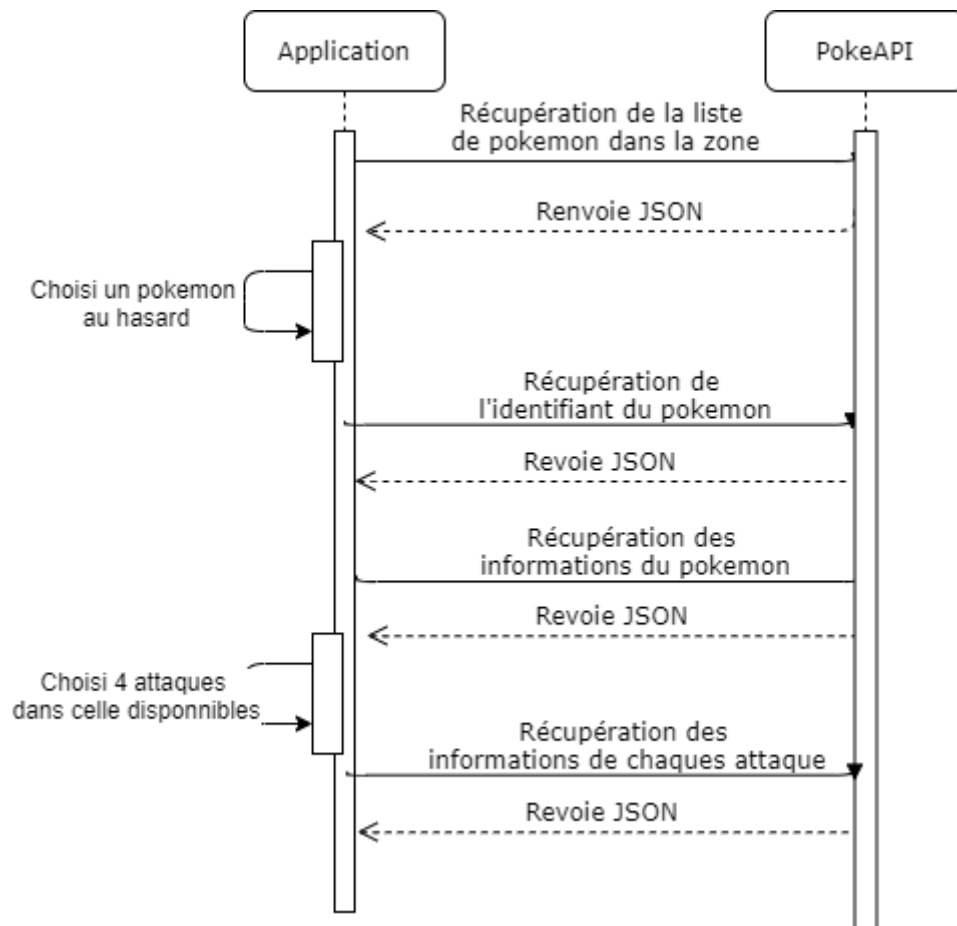 Application
PokeAPI
Récupération de la liste
de pokemon dans la zone
Renvoie JSON
Choisi un pokemon
au hasard
Récupération de
l'identifiant du pokemon
Revoie JSON
Récupération des
informations du pokemon
Revoie JSON
Choisi 4 attaques
dans celle disponnibles
Récupération des
informations de chaques attaque
Revoie JSON